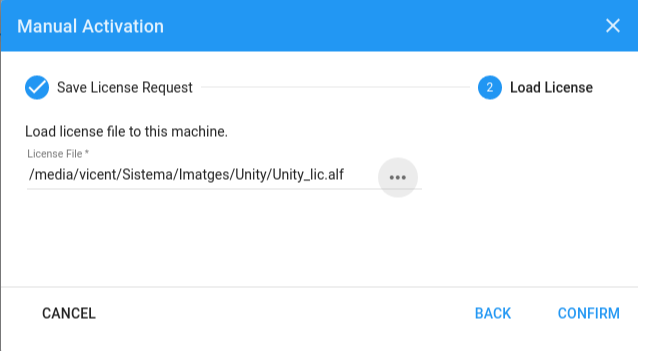 Manual Activation
Save License Request
2 Load License
Load license file to this machine.
License File *
/media/vicent/Sistema/Imatges/Unity/Unity_lic.alf
CANCEL BACK CONFIRM